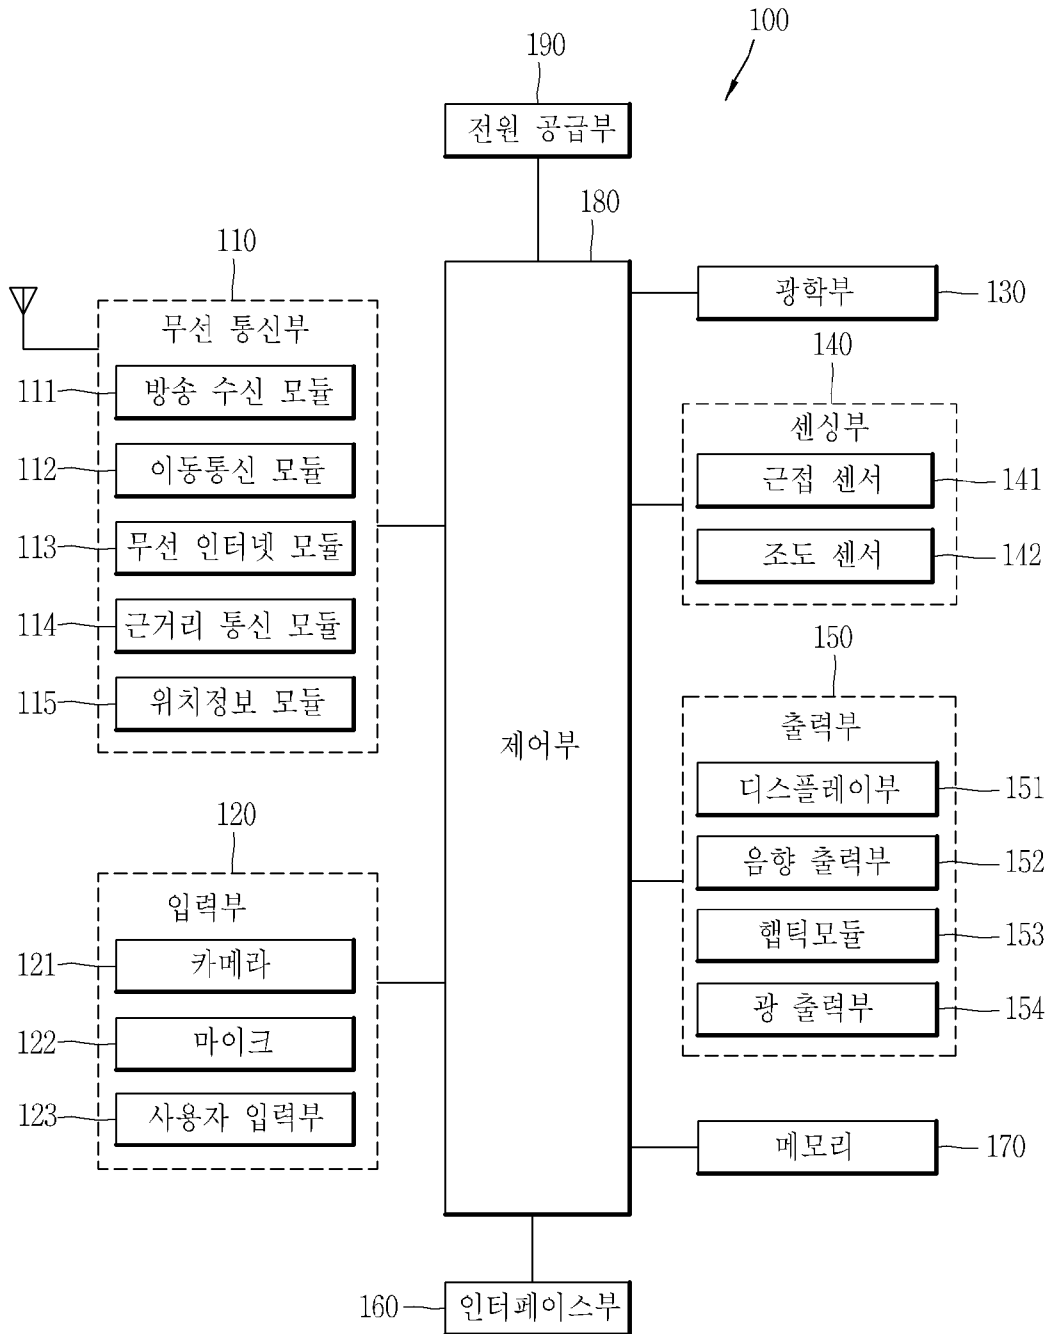 100
190
전원 공급부
180
110
무선 통신부
111 방송 수신 모듈
112 이동통신 모듈
113 무선 인터넷 모듈
114 근거리 통신 모듈
115 위치정보 모듈
120
입력부
121 카메라
122 마이크
123 사용자 입력부
제어부
광학부 130
140
센싱부
근접 센서 141
조도 센서 142
150
출력부
디스플레이부 151
음향 출력부 152
햅틱모듈 153
광 출력부 154
메모리 170
160 인터페이스부